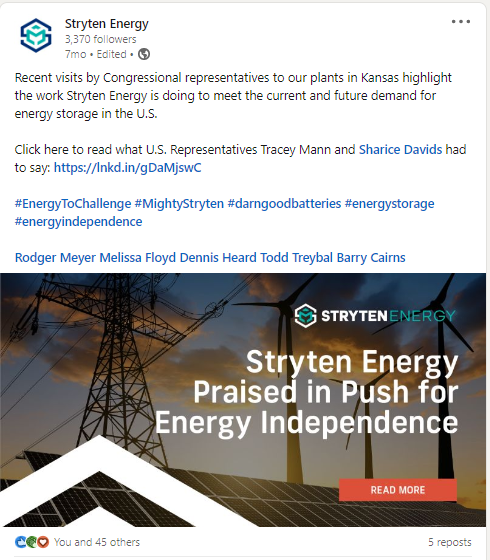 Stryten Energy
3,370 followers
7mo • Edited •
Recent visits by Congressional representatives to our plants in Kansas highlight
the work Stryten Energy is doing to meet the current and future demand for
energy storage in the U.S.
Click here to read what U.S. Representatives Tracey Mann and Sharice Davids had
to say: https://lnkd.in/gDaMjswC
#EnergyToChallenge #MightyStryten #darngoodbatteries #energystorage
#energyindependence
Rodger Meyer Melissa Floyd Dennis Heard Todd Treybal Barry Cairns
STRYTENENERGY
Stryten Energy
Praised in Push for
Energy Independence
READ MORE
You and 45 others
5 reposts